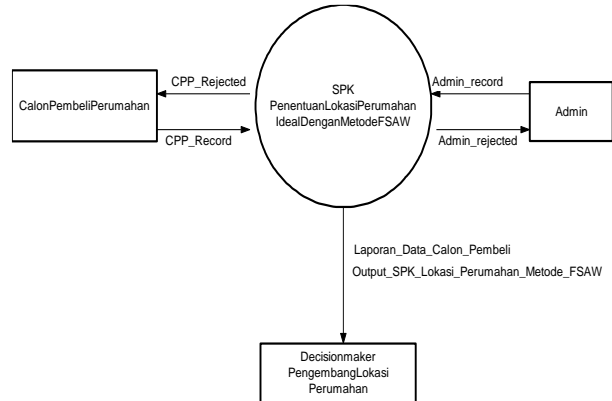 CPP_Rejected
SPK
PenentuanLokasiPerumahan
IdealDenganMetodeFSAW
Admin_record
CalonPembeliPerumahan
Admin
CPP_Record
Admin_rejected
Laporan_Data_Calon_Pembeli
Output_SPK_Lokasi_Perumahan_Metode_FSAW
Decisionmaker
PengembangLokasi
Perumahan